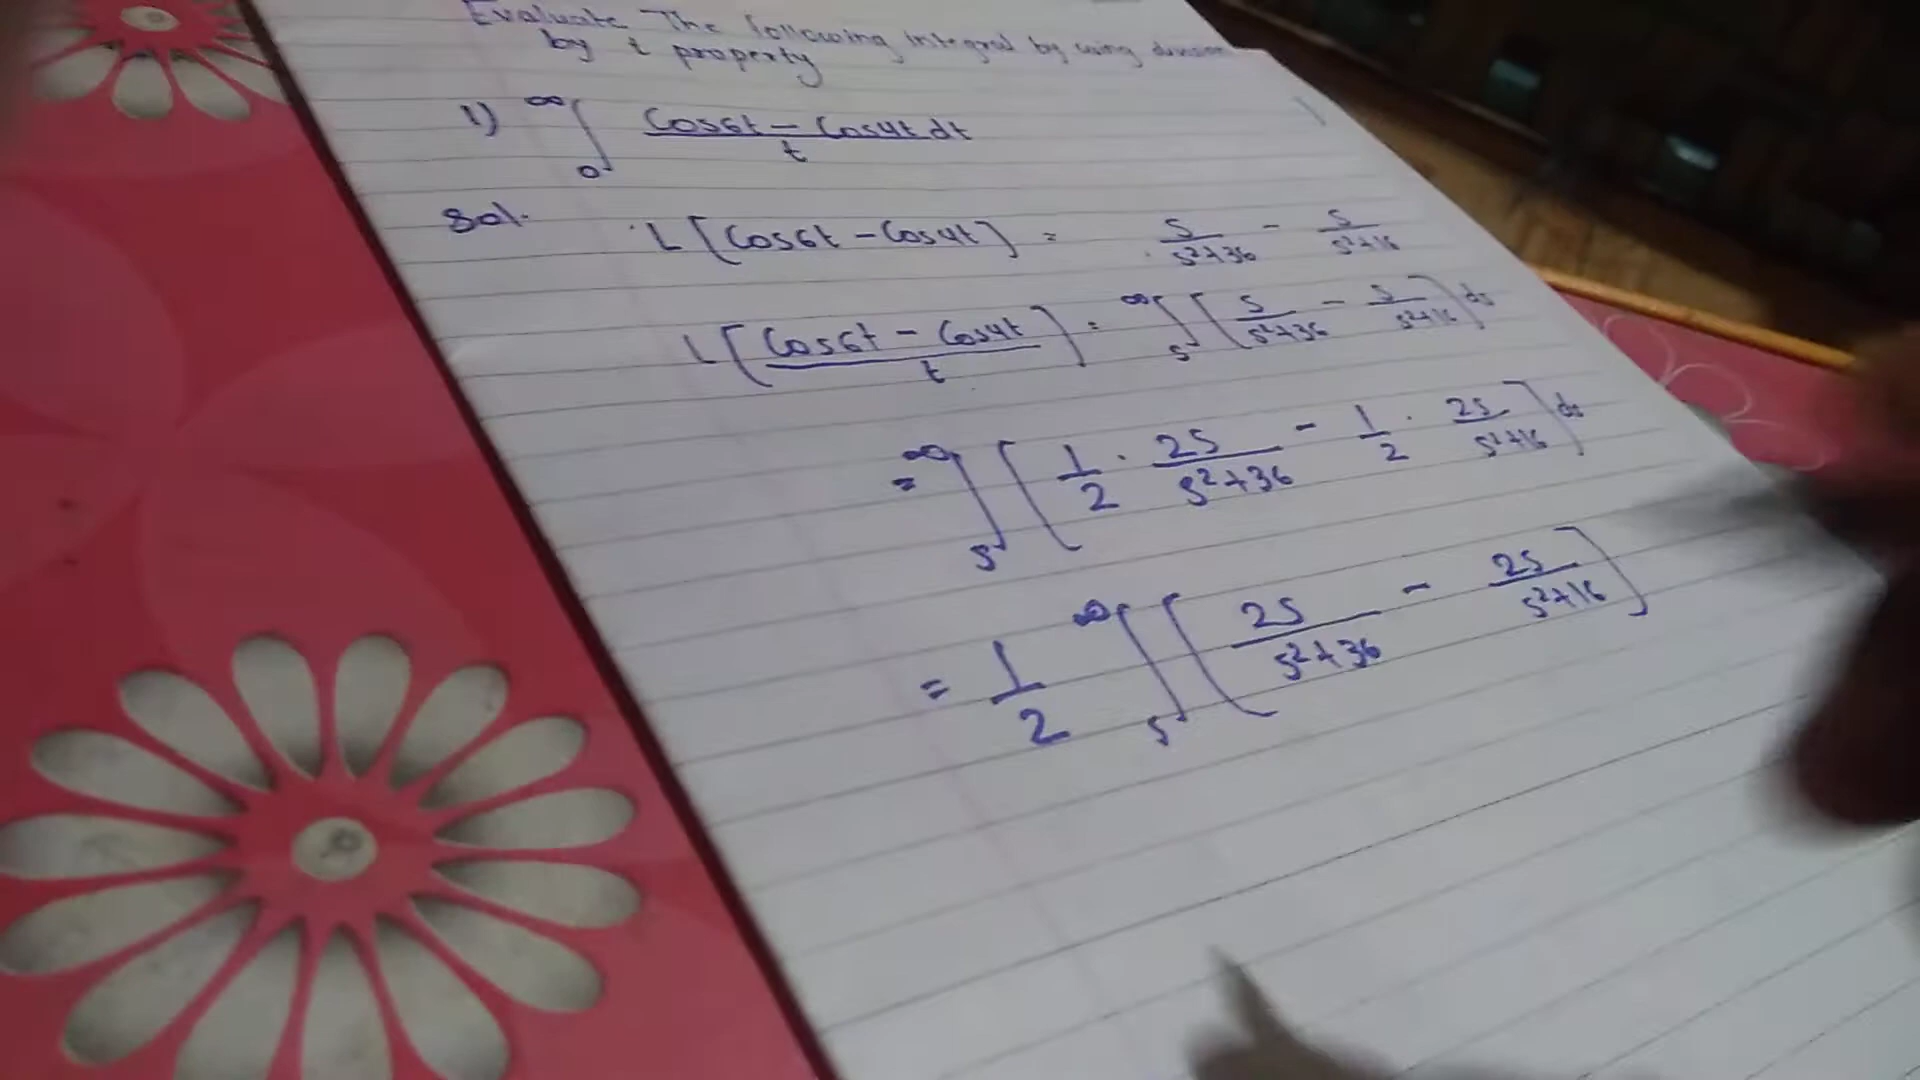 Evaluate The following integral by using division
by t property
1) ∞∫0 (Cos6t - Cos4t dt)/t
Sol. L[Cos6t - Cos4t] = s/(s²+36) - s/(s²+16)
L[(Cos6t - Cos4t)/t] = ∞∫s [s/(s²+36) - s/(s²+16)] ds
= ∞∫s [1/2 · 2s/(s²+36) - 1/2 · 2s/(s²+16)] ds
= 1/2 ∞∫s [2s/(s²+36) - 2s/(s²+16)]